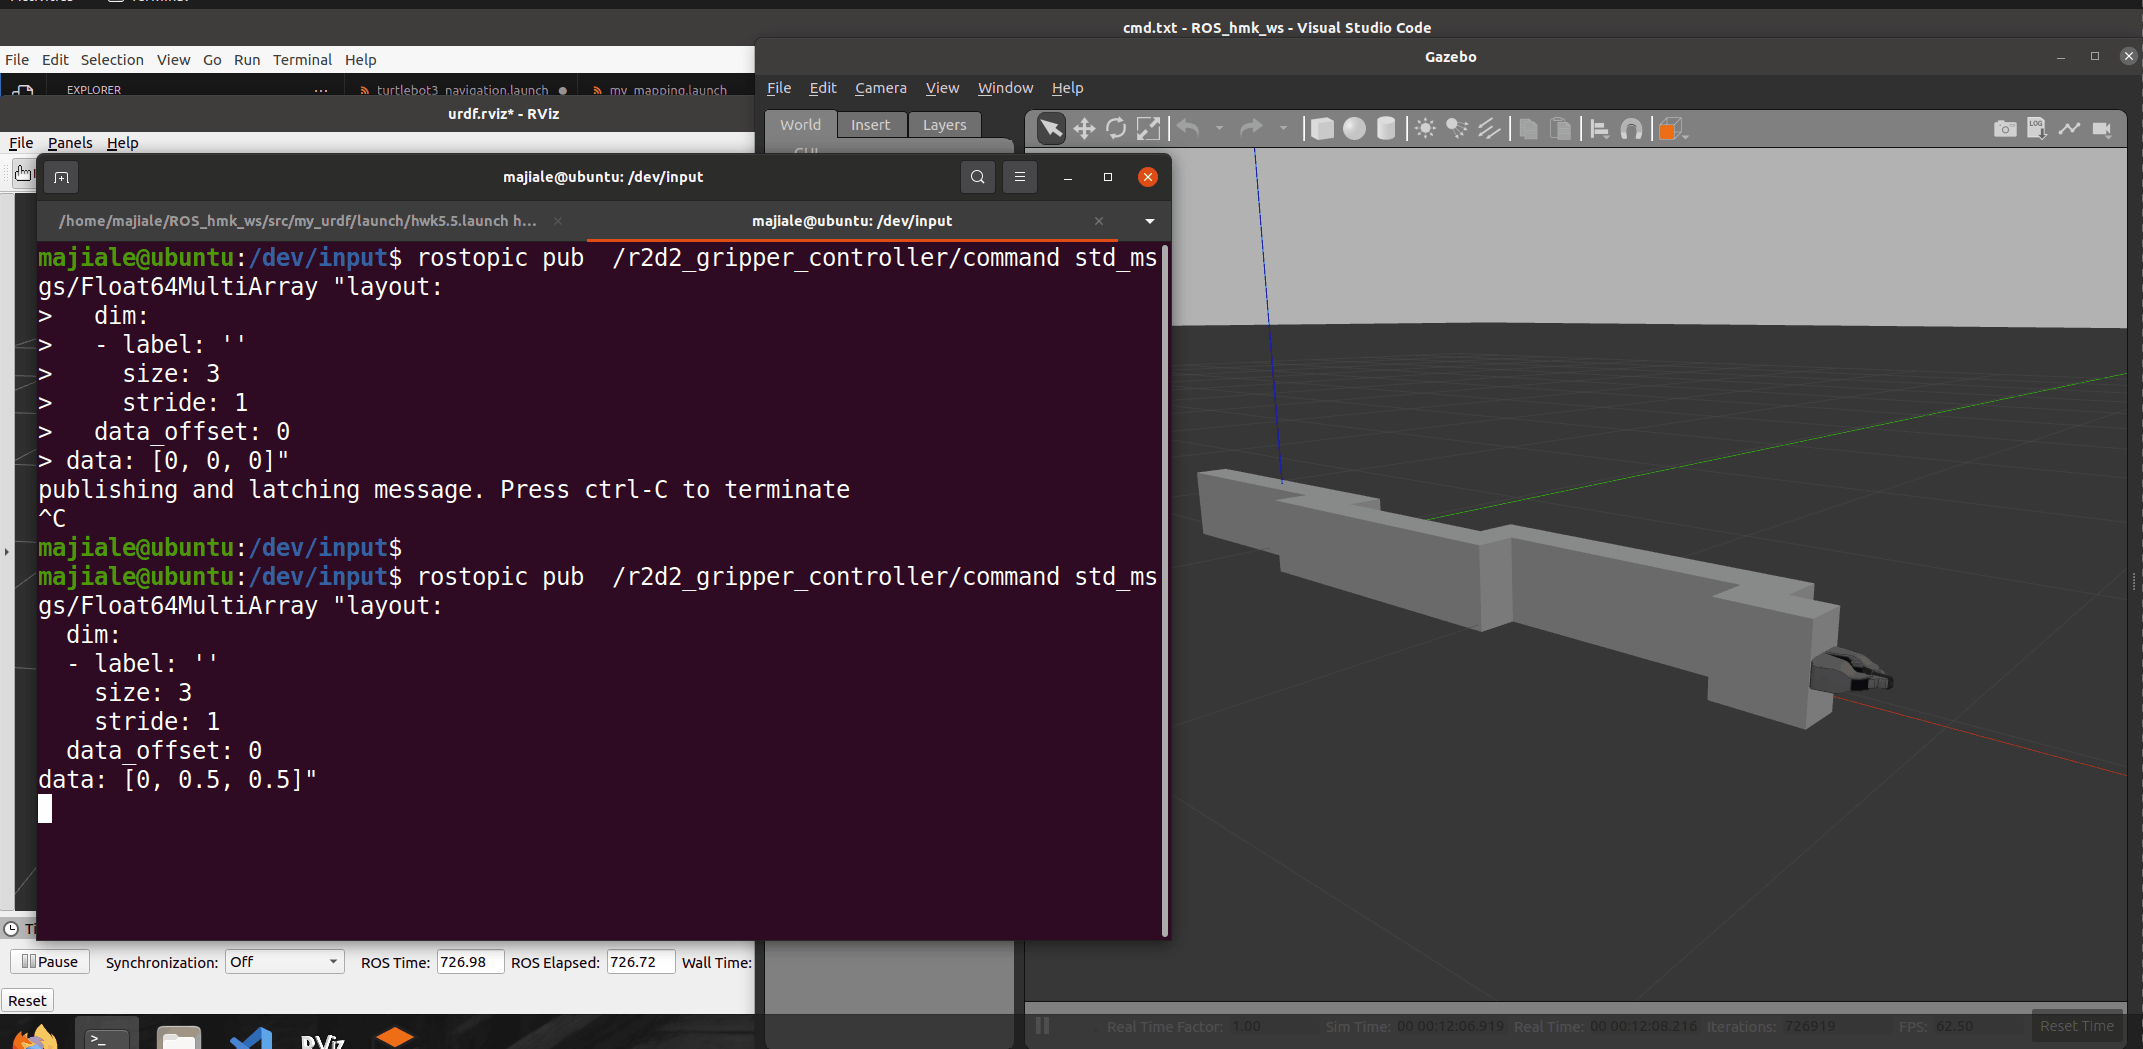 cmd.txt - ROS_hmk_ws - Visual Studio Code
File Edit Selection View Go Run Terminal Help
EXPLORER ...
turtlebot3_navigation.launch
my_mapping.launch
urdf.rviz* - RViz
File Panels Help
Gazebo
File Edit Camera View Window Help
World Insert Layers
GUI
LOG
majiale@ubuntu: /dev/input
/home/majiale/ROS_hmk_ws/src/my_urdf/launch/hwk5.5.launch h...
majiale@ubuntu: /dev/input
majiale@ubuntu:/dev/input$ rostopic pub  /r2d2_gripper_controller/command std_ms
gs/Float64MultiArray "layout:
>   dim:
>   - label: ''
>     size: 3
>     stride: 1
>   data_offset: 0
> data: [0, 0, 0]"
publishing and latching message. Press ctrl-C to terminate
^C
majiale@ubuntu:/dev/input$
majiale@ubuntu:/dev/input$ rostopic pub  /r2d2_gripper_controller/command std_ms
gs/Float64MultiArray "layout:
  dim:
  - label: ''
    size: 3
    stride: 1
  data_offset: 0
data: [0, 0.5, 0.5]"
Pause Synchronization: Off ROS Time: 726.98 ROS Elapsed: 726.72 Wall Time:
Reset
>_
RViz
Real Time Factor: 1.00 Sim Time: 00 00:12:06.919 Real Time: 00 00:12:08.216 Iterations: 726919 FPS: 62.50 Reset Time